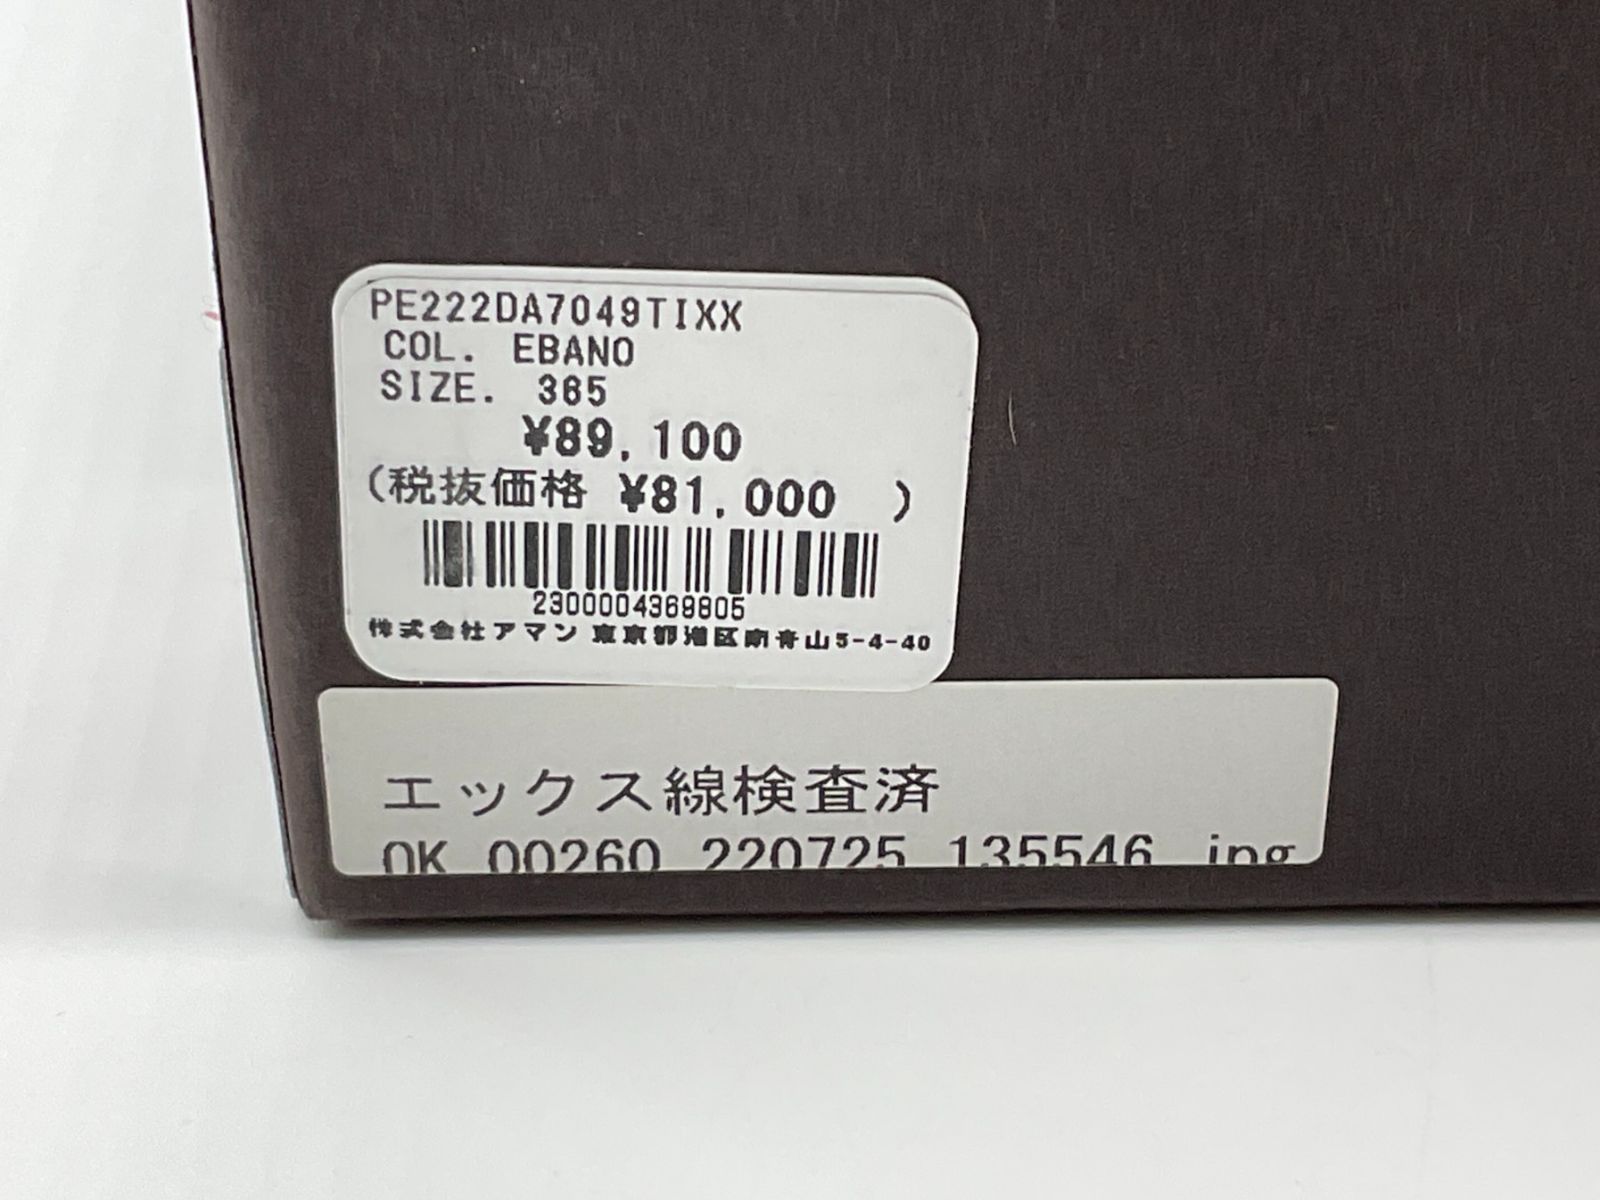 PE222DA7049TIXX
COL. EBANO
SIZE. 365
¥89,100
(税抜価格 ¥81,000 )
2300004369805
株式会社アマン 東京都港区南青山5-4-40
エックス線検査済
OK 00260 220725 135546 .jpg